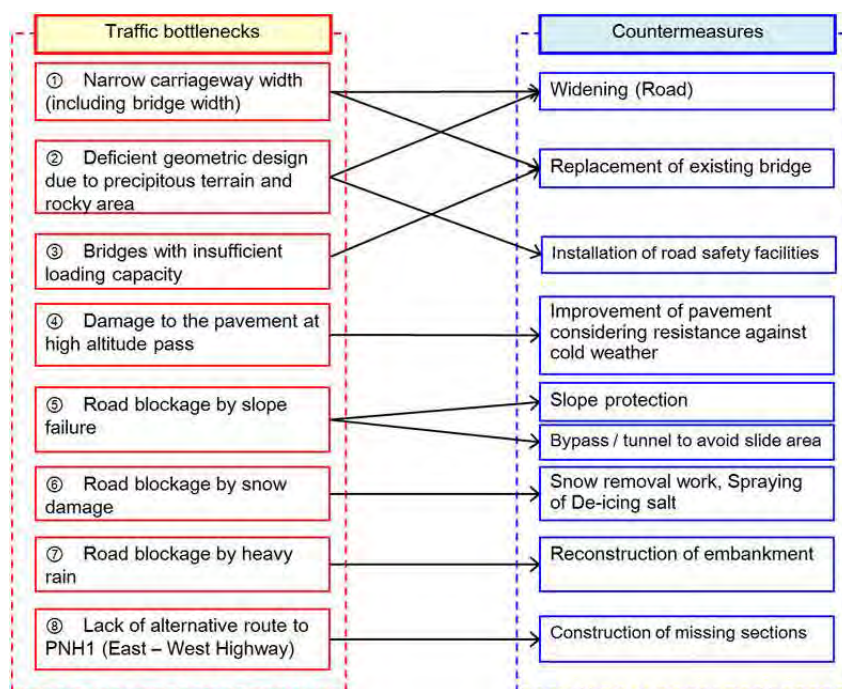 Traffic bottlenecks
① Narrow carriageway width
(including bridge width)
② Deficient geometric design
due to precipitous terrain and
rocky area
③ Bridges with insufficient
loading capacity
④ Damage to the pavement at
high altitude pass
⑤ Road blockage by slope
failure
⑥ Road blockage by snow
damage
⑦ Road blockage by heavy
rain
⑧ Lack of alternative route to
PNH1 (East – West Highway)
Countermeasures
Widening (Road)
Replacement of existing bridge
Installation of road safety facilities
Improvement of pavement
considering resistance against
cold weather
Slope protection
Bypass / tunnel to avoid slide area
Snow removal work, Spraying
of De-icing salt
Reconstruction of embankment
Construction of missing sections